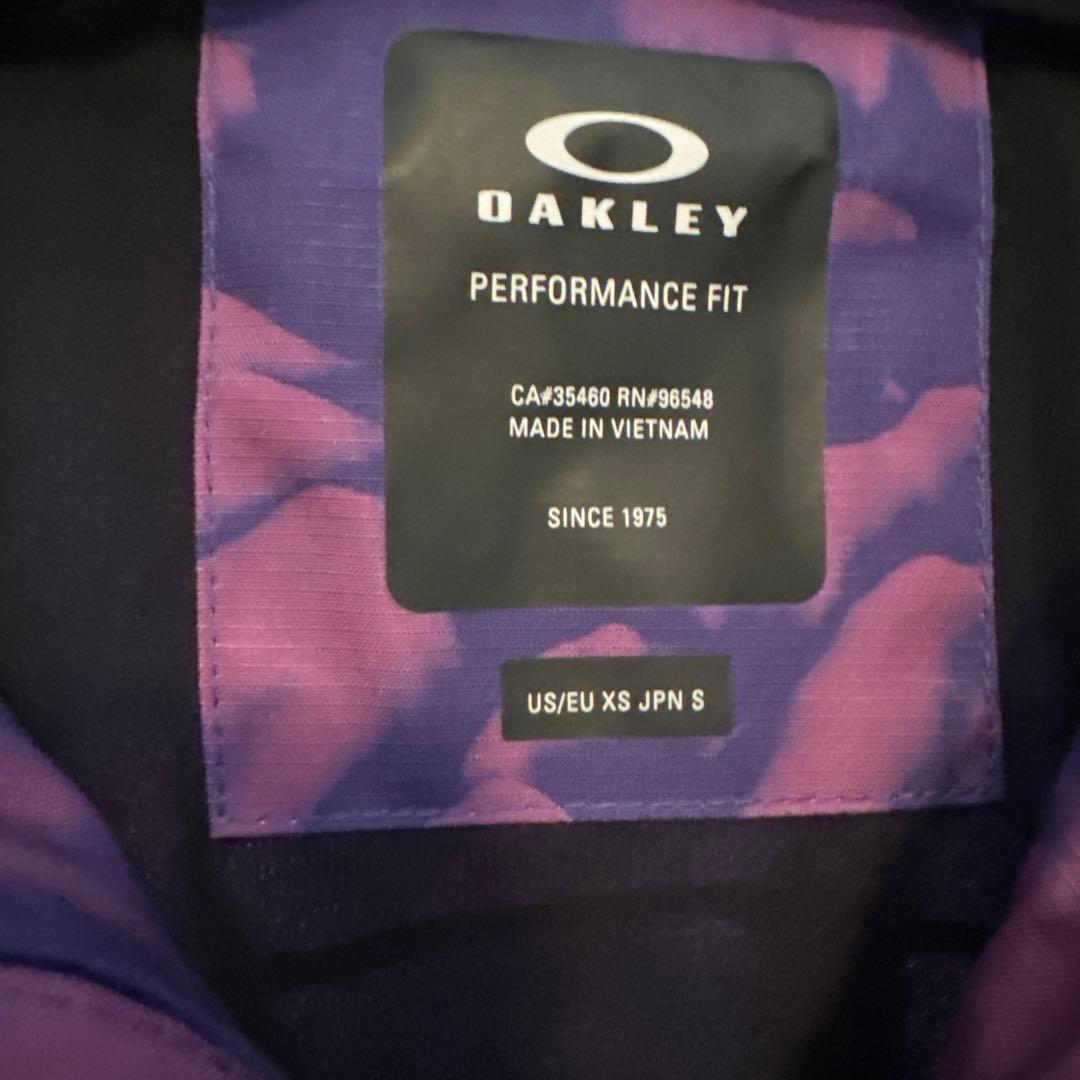 OAKLEY
PERFORMANCE FIT
CA#35460 RN#96548
MADE IN VIETNAM
SINCE 1975
US/EU XS JPN S